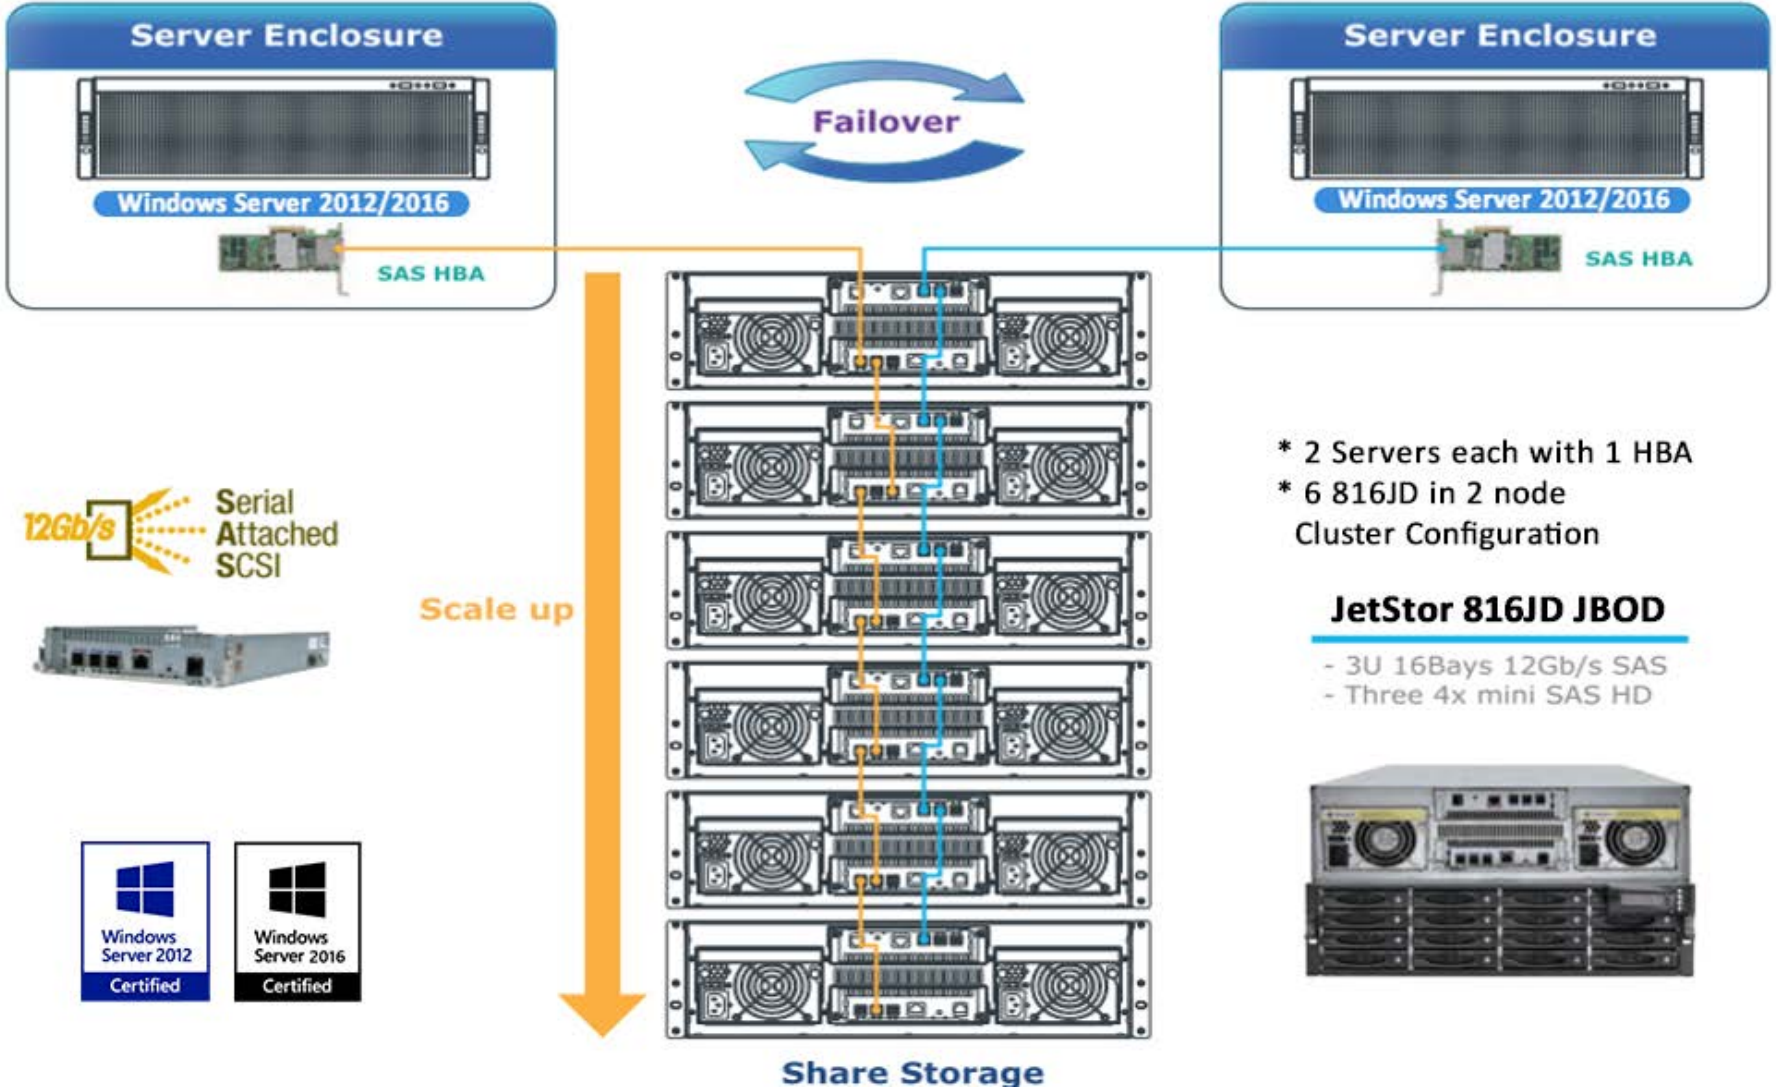 Server Enclosure
Windows Server 2012/2016
SAS HBA
Failover
Server Enclosure
Windows Server 2012/2016
SAS HBA
12Gb/s
Serial
Attached
SCSI
Scale up
* 2 Servers each with 1 HBA
* 6 816JD in 2 node
Cluster Configuration
JetStor 816JD JBOD
- 3U 16Bays 12Gb/s SAS
- Three 4x mini SAS HD
Windows
Server 2012
Certified
Windows
Server 2016
Certified
Share Storage